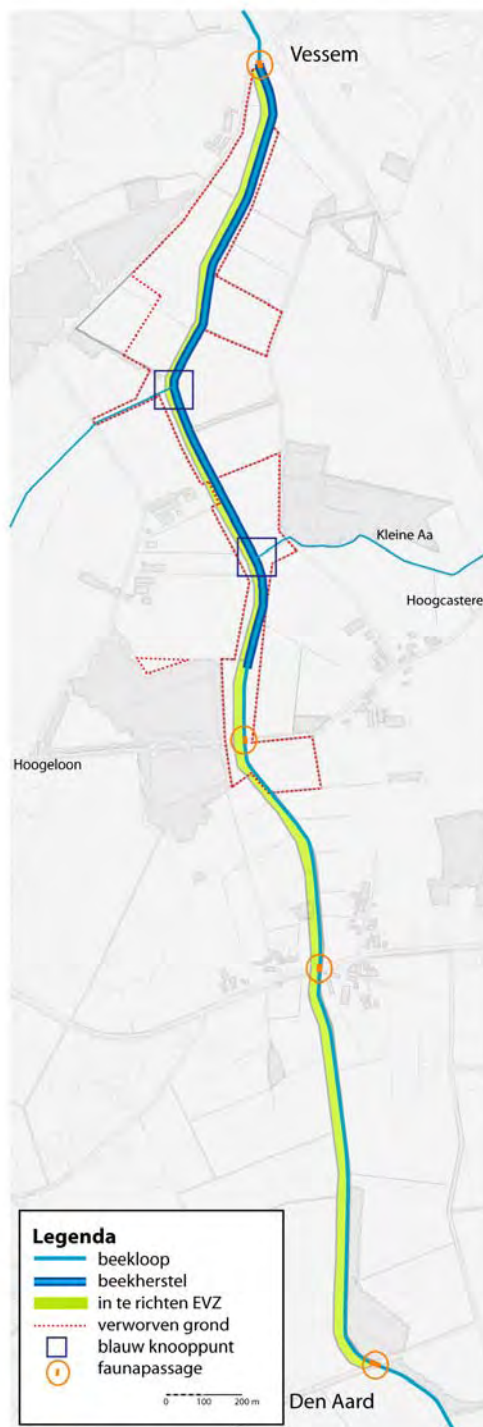 Vessem
Kleine Aa
Hoogcastere
Hoogeloon
Legenda
beekloop
beekherstel
in te richten EVZ
verworven grond
blauw knooppunt
faunapassage
0 100 200 m
Den Aard